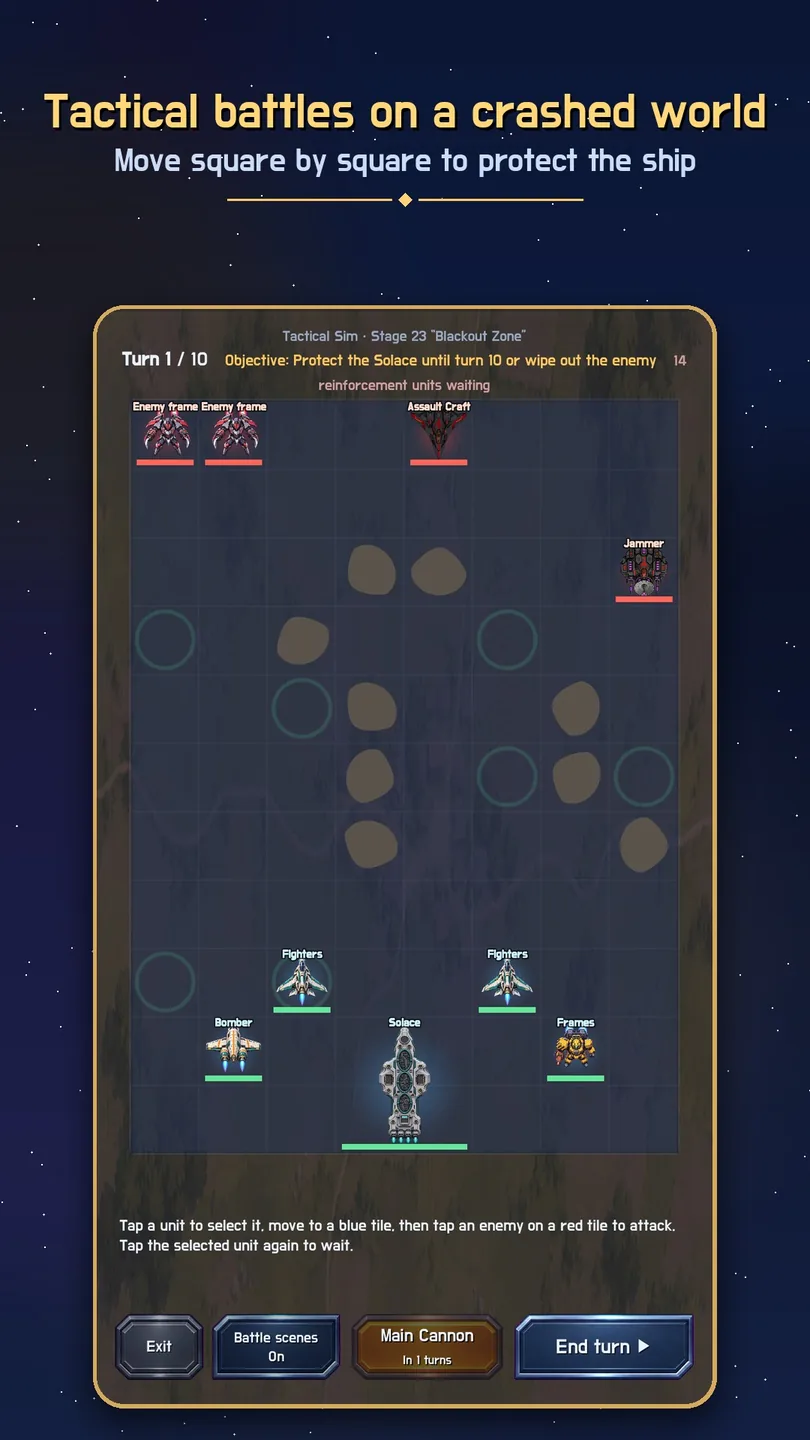 Tactical battles on a crashed world
Move square by square to protect the ship
Tactical Sim · Stage 23 "Blackout Zone"
Turn 1 / 10 Objective: Protect the Solace until turn 10 or wipe out the enemy 14
reinforcement units waiting
Enemy frame Enemy frame Assault Craft
Jammer
Fighters Fighters
Bomber Solace Frames
Tap a unit to select it, move to a blue tile, then tap an enemy on a red tile to attack.
Tap the selected unit again to wait.
Exit
Battle scenes
On
Main Cannon
In 1 turns
End turn ▶